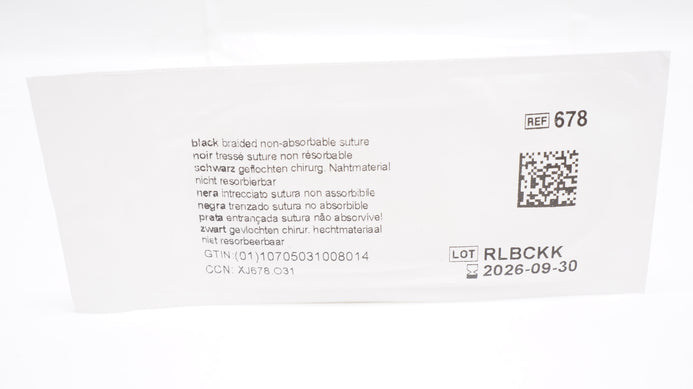 REF 678
black braided non-absorbable suture
noir tressé suture non résorbable
schwarz geflochten chirurg. Nahtmaterial
nicht resorbierbar
nera intrecciato sutura non assorbibile
negra trenzado sutura no absorbible
preta entrançada sutura não absorvível
zwart gevlochten chirur. hechtmateriaal
niet resorbeerbaar
GTIN:(01)10705031008014
CCN: XJ678.O31
LOT RLBCKK
2026-09-30